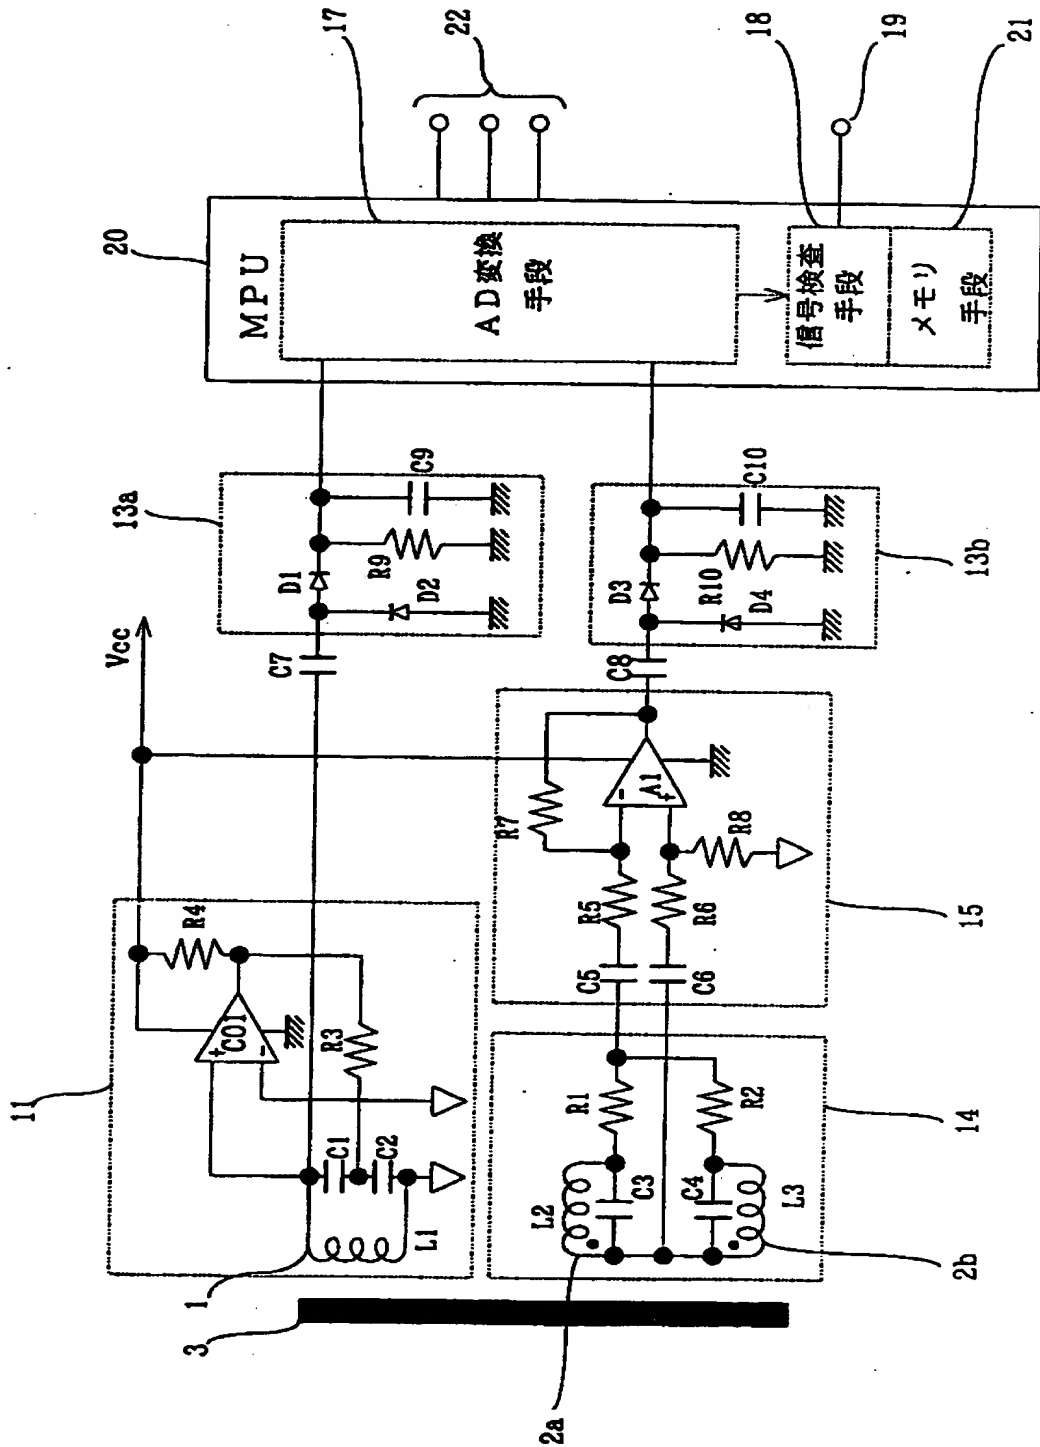 11
Vcc
13a
20
17
22
MPU
AD変換
手段
18
信号検査
手段
19
メモリ
手段
21
R4
CO1
+
-
R3
C1
C2
L1
1
3
C7
D1
D2
R9
C9
R7
A1
-
+
R5
R6
R8
C5
C6
15
C8
D3
D4
R10
C10
13b
R1
R2
L2
C3
C4
L3
14
2a
2b